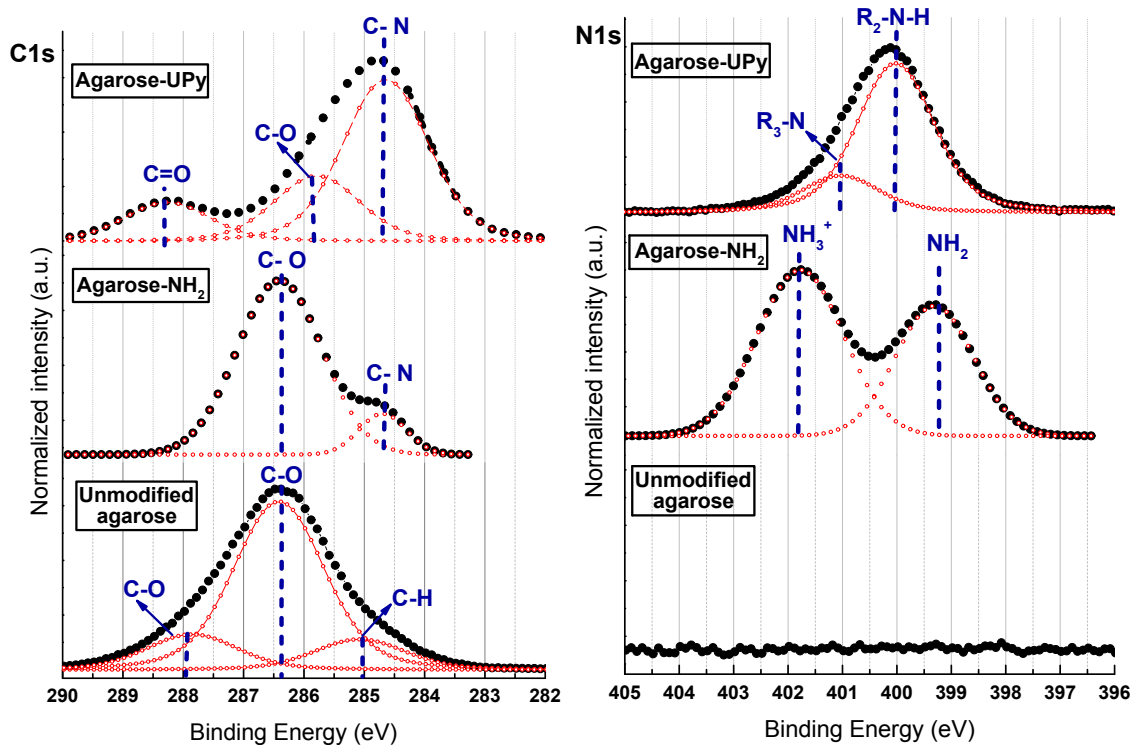 C1s
Agarose-UPy
C- N
C-O
C=O
Agarose-NH₂
C- O
C- N
Unmodified
agarose
C-O
C-O
C-H
Normalized intensity (a.u.)
290 289 288 287 286 285 284 283 282
Binding Energy (eV)
N1s
R₂-N-H
Agarose-UPy
R₃-N
Agarose-NH₂
NH₃⁺
NH₂
Unmodified
agarose
Normalized intensity (a.u.)
405 404 403 402 401 400 399 398 397 396
Binding Energy (eV)